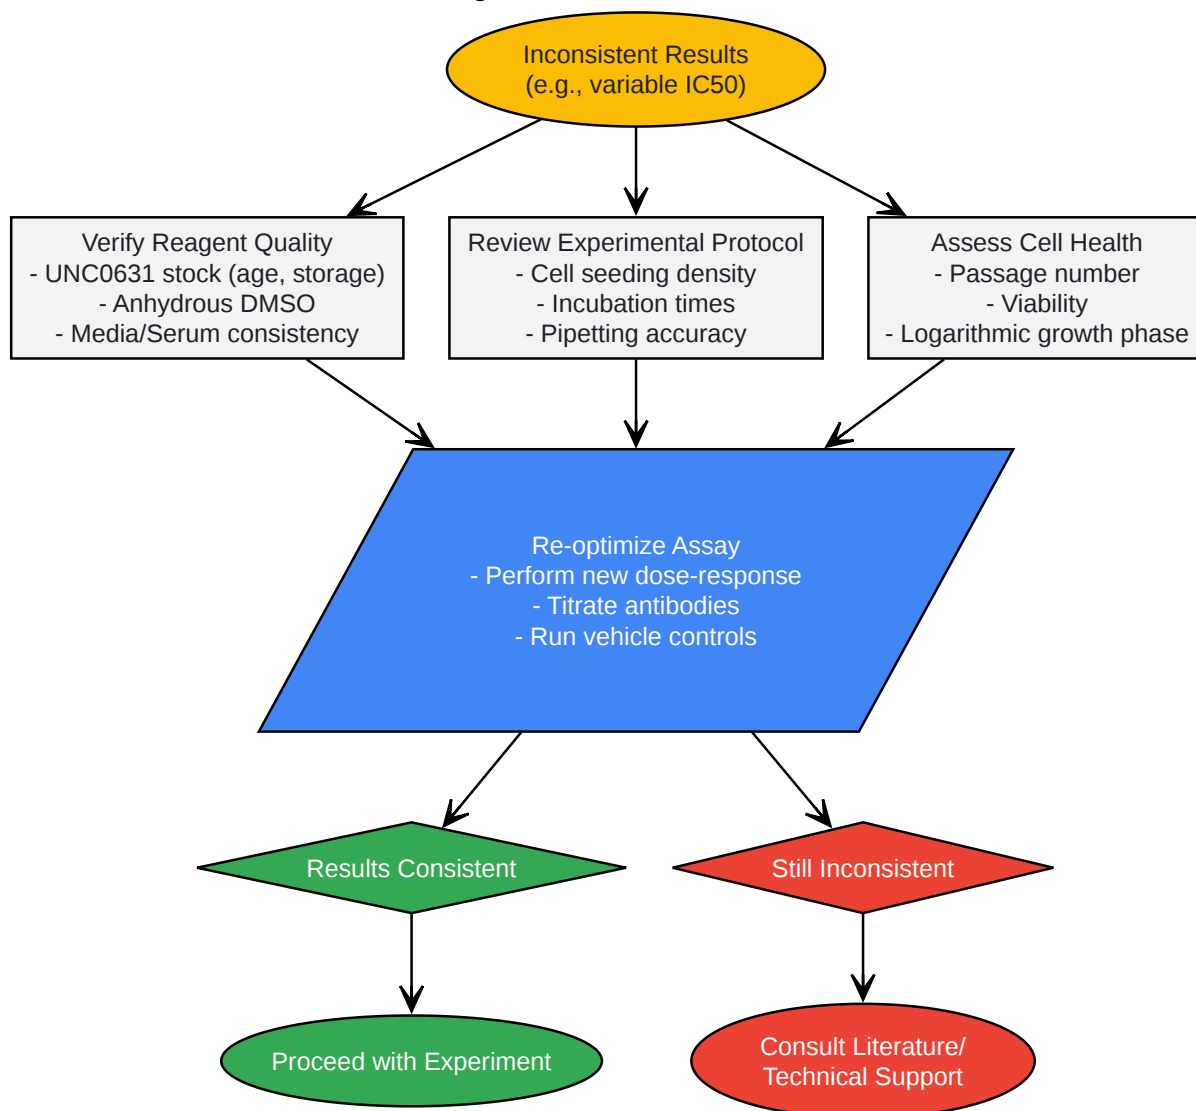 Inconsistent Results
(e.g., variable IC50)
Verify Reagent Quality
- UNC0631 stock (age, storage)
- Anhydrous DMSO
- Media/Serum consistency
Review Experimental Protocol
- Cell seeding density
- Incubation times
- Pipetting accuracy
Assess Cell Health
- Passage number
- Viability
- Logarithmic growth phase
Re-optimize Assay
- Perform new dose-response
- Titrate antibodies
- Run vehicle controls
Results Consistent
Still Inconsistent
Proceed with Experiment
Consult Literature/
Technical Support